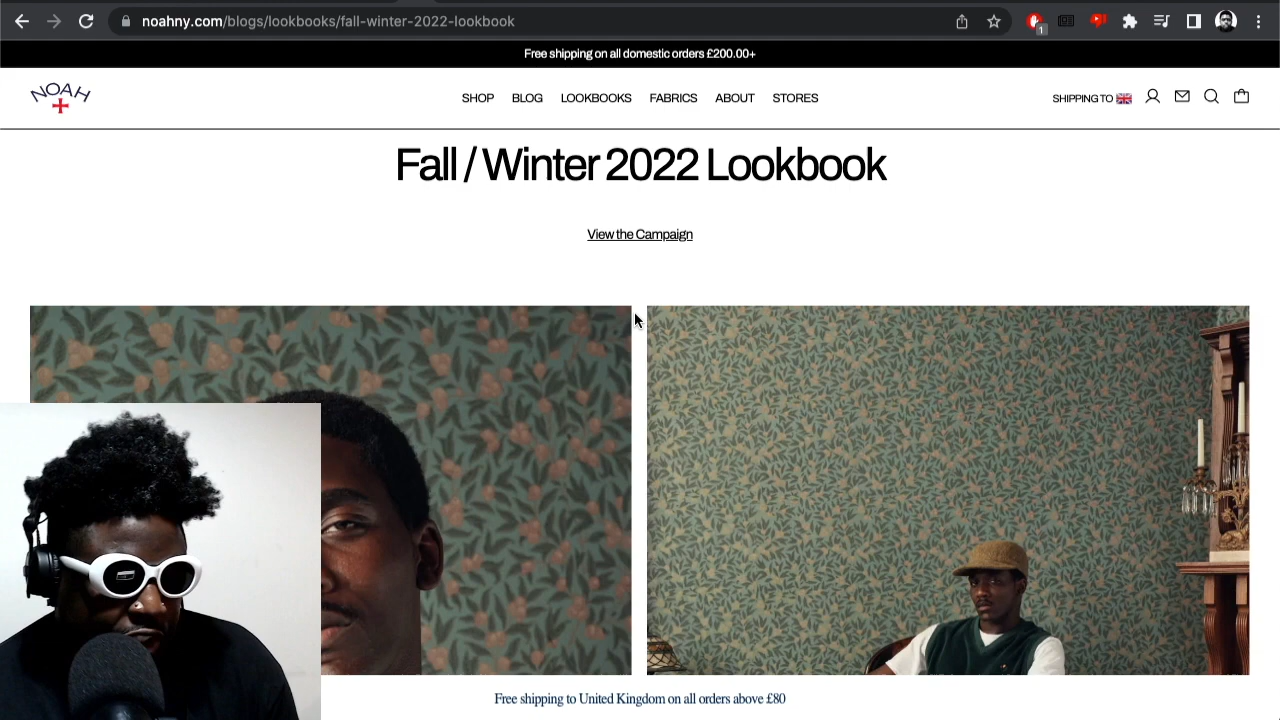 noahny.com/blogs/lookbooks/fall-winter-2022-lookbook
1
Free shipping on all domestic orders £200.00+
NOAH
SHOP BLOG LOOKBOOKS FABRICS ABOUT STORES
SHIPPING TO
Fall / Winter 2022 Lookbook
View the Campaign
Free shipping to United Kingdom on all orders above £80